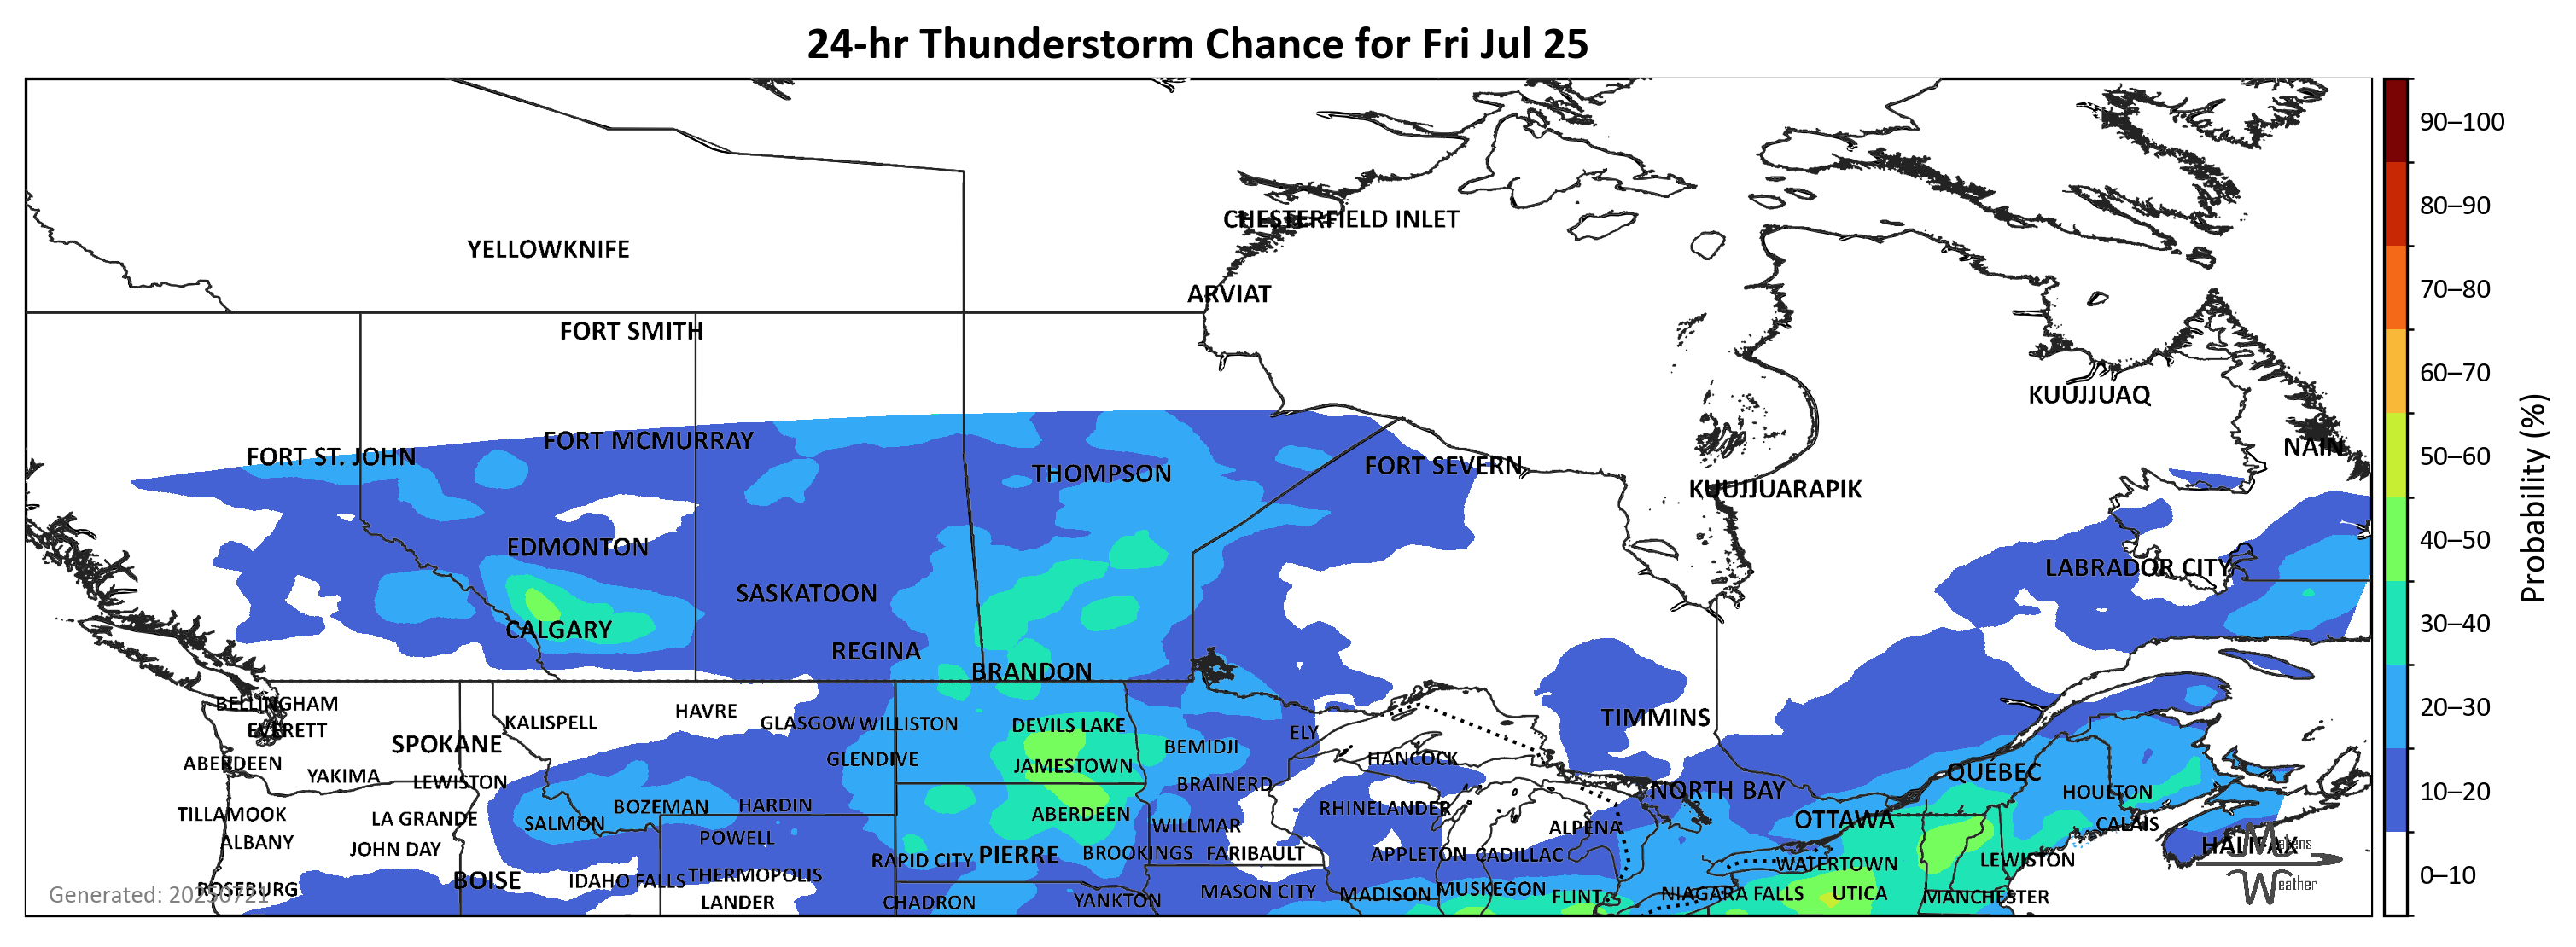 24-hr Thunderstorm Chance for Fri Jul 25
90–100
80–90
70–80
60–70
50–60
40–50
30–40
20–30
10–20
0–10
Probability (%)
CHESTERFIELD INLET
YELLOWKNIFE
ARVIAT
FORT SMITH
KUUJJUAQ
FORT MCMURRAY
NAIN
FORT ST. JOHN
FORT SEVERN
THOMPSON
KUUJJUARAPIK
EDMONTON
LABRADOR CITY
SASKATOON
CALGARY
REGINA
BRANDON
BELLINGHAM
HAVRE
TIMMINS
KALISPELL
GLASGOW
WILLISTON
DEVILS LAKE
EVERETT
ELY
SPOKANE
BEMIDJI
ABERDEEN
GLENDIVE
HANCOCK
JAMESTOWN
QUÉBEC
YAKIMA
LEWISTON
BRAINERD
NORTH BAY
HOULTON
BOZEMAN
HARDIN
RHINELANDER
TILLAMOOK
LA GRANDE
SALMON
ABERDEEN
WILLMAR
ALPENA
OTTAWA
CALAIS
ALBANY
JOHN DAY
POWELL
RAPID CITY
PIERRE
BROOKINGS
FARIBAULT
APPLETON
CADILLAC
WATERTOWN
LEWISTON
HALIFAX
Matens
Weather
ROSEBURG
BOISE
IDAHO FALLS
THERMOPOLIS
MASON CITY
MADISON
MUSKEGON
FLINT
NIAGARA FALLS
UTICA
MANCHESTER
LANDER
CHADRON
YANKTON
Generated: 20250721